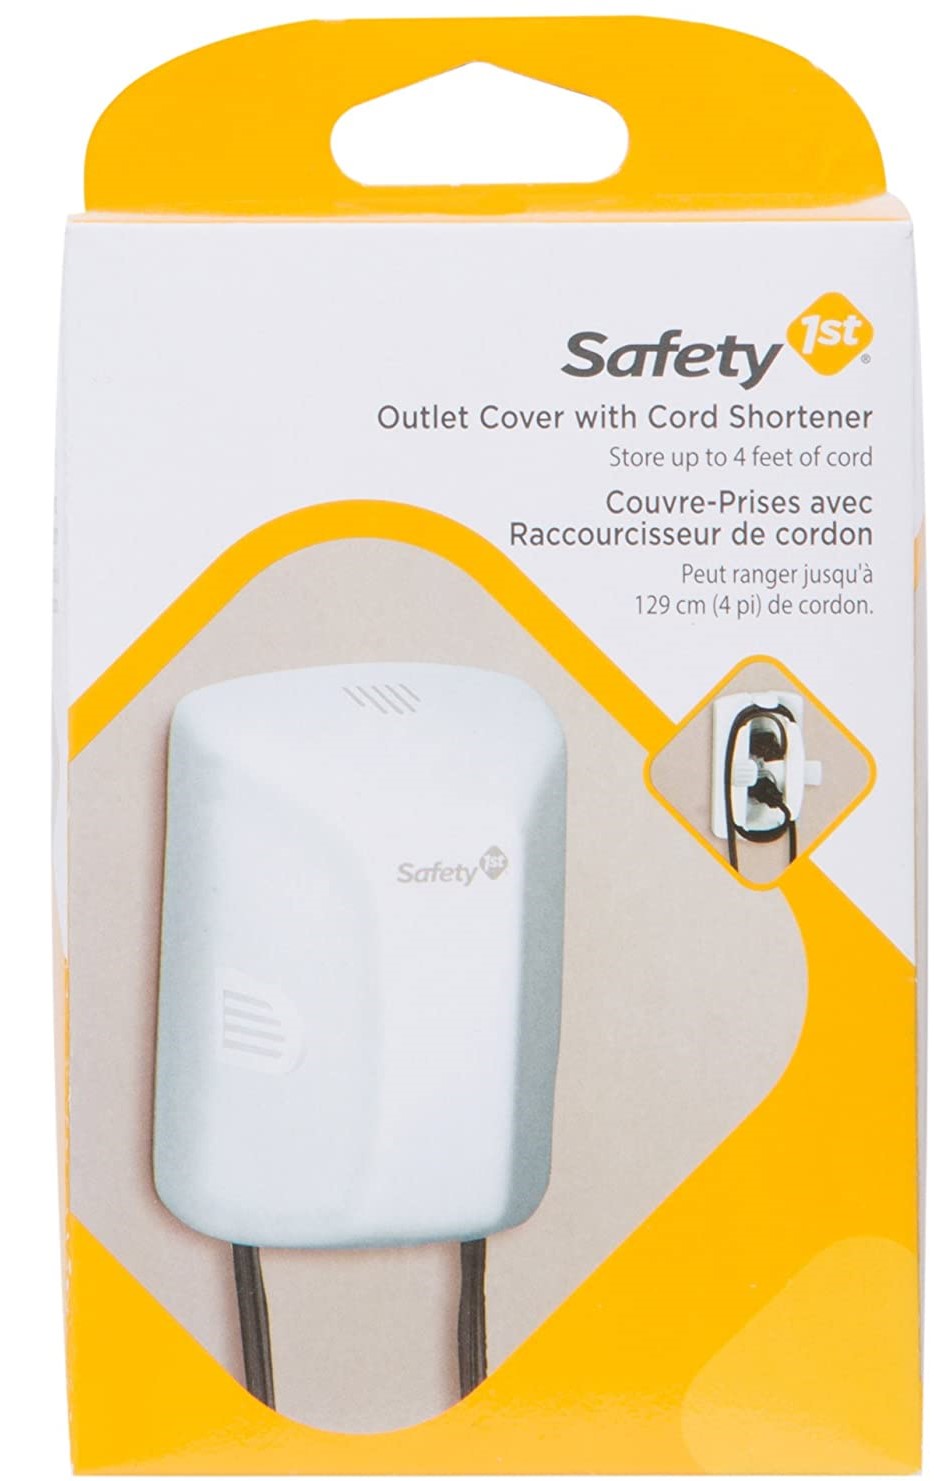 Safety 1st®
Outlet Cover with Cord Shortener
Store up to 4 feet of cord
Couvre-Prises avec
Raccourcisseur de cordon
Peut ranger jusqu'à
129 cm (4 pi) de cordon.
Safety 1st